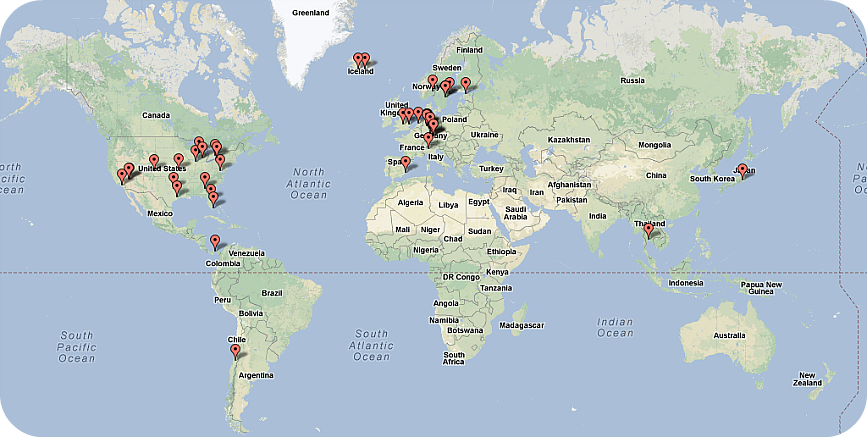 Greenland
Finland
Iceland
Sweden
Norway
Russia
Canada
United
Kingdom
Poland
Germany
Ukraine
France
Kazakhstan
Mongolia
Italy
Spain
United States
Turkey
China
South Korea
Japan
North
Atlantic
Ocean
Iraq
Iran
Afghanistan
Pakistan
Algeria
Libya
Egypt
Saudi
Arabia
Mexico
India
Mali
Niger
Chad
Sudan
Thailand
Nigeria
Ethiopia
Venezuela
Colombia
DR Congo
Kenya
Tanzania
Indonesia
Papua New
Guinea
Peru
Brazil
Bolivia
Angola
Namibia
Botswana
Madagascar
South
Pacific
Ocean
South
Atlantic
Ocean
Indian
Ocean
Chile
Australia
South
Africa
Argentina
New
Zealand